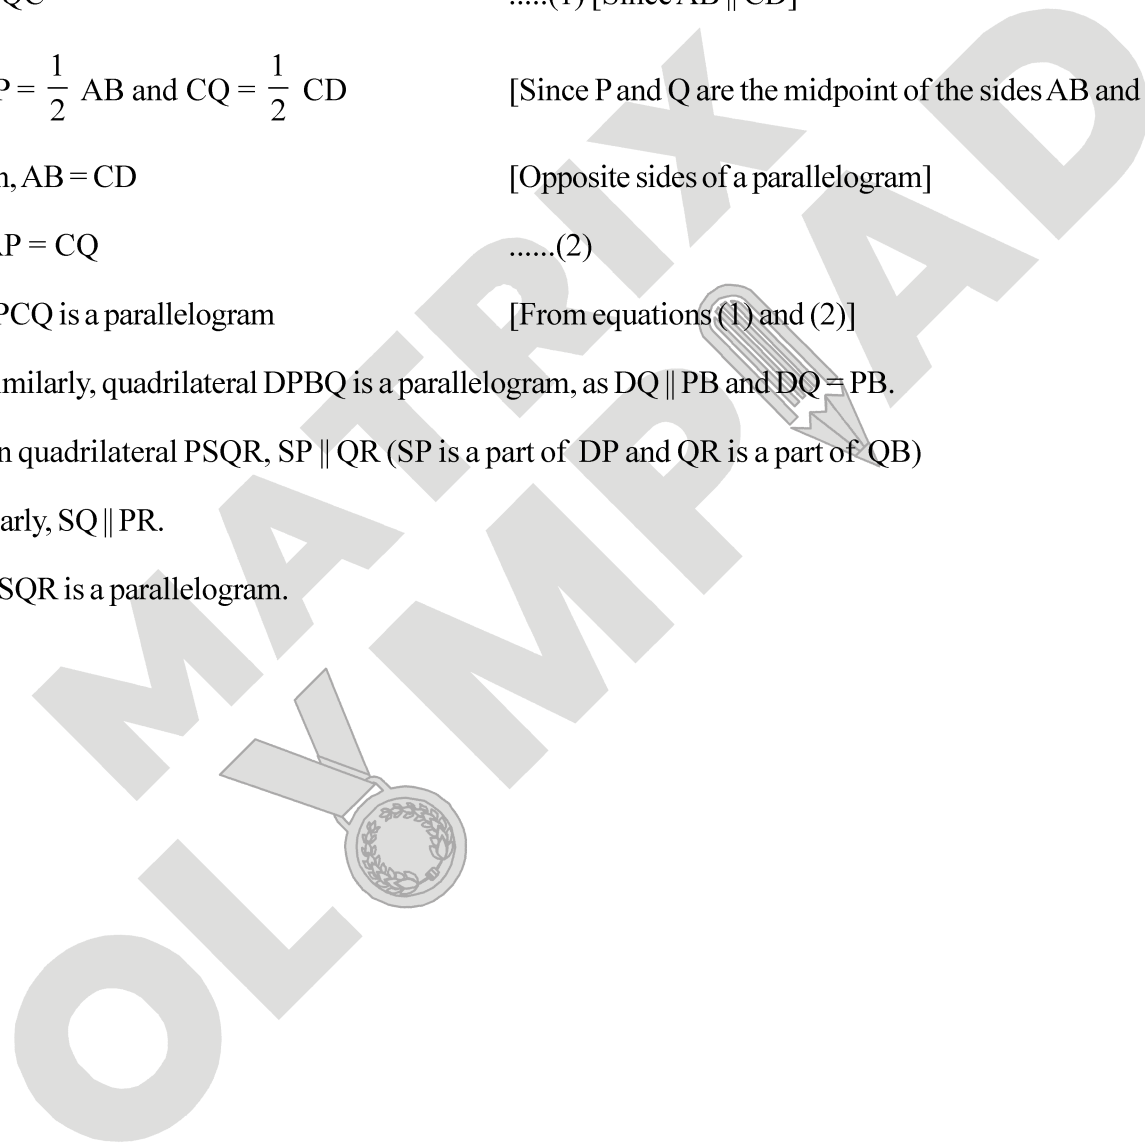 .....(1) [Since AB || CD]
P = 1/2 AB and CQ = 1/2 CD [Since P and Q are the midpoint of the sides AB and
AB = CD [Opposite sides of a parallelogram]
P = CQ ......(2)
PCQ is a parallelogram [From equations (1) and (2)]
imilarly, quadrilateral DPBQ is a parallelogram, as DQ || PB and DQ = PB.
n quadrilateral PSQR, SP || QR (SP is a part of DP and QR is a part of QB)
arly, SQ || PR.
SQR is a parallelogram.
MATRIX
OLYMPAD